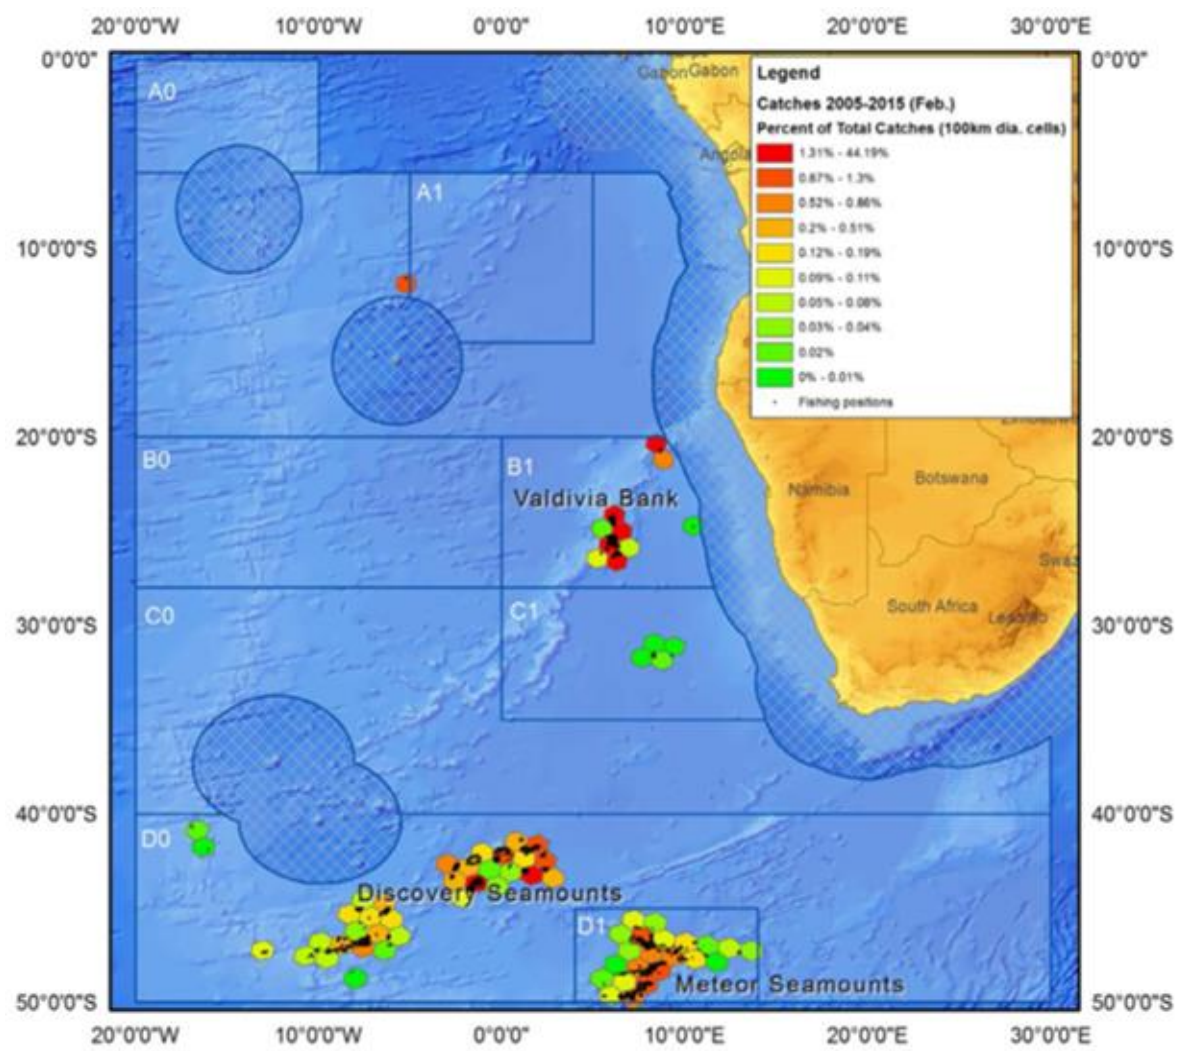 20°0'0"W 10°0'0"W 0°0'0" 10°0'0"E 20°0'0"E 30°0'0"E
0°0'0" 0°0'0"
Gabon Gabon
Legend
A0
Catches 2005-2015 (Feb.)
Percent of Total Catches (100km dia. cells)
Angola
1.31% - 44.19%
0.87% - 1.3%
A1
0.52% - 0.86%
0.2% - 0.51%
10°0'0"S 10°0'0"S
0.12% - 0.19%
0.09% - 0.11%
0.05% - 0.08%
0.03% - 0.04%
0.02%
0% - 0.01%
Fishing positions
20°0'0"S 20°0'0"S
B0
B1
Botswana
Valdivia Bank
Namibia
Swaz
C0
C1
South Africa
Lesotho
30°0'0"S 30°0'0"S
40°0'0"S 40°0'0"S
D0
Discovery Seamounts
D1
Meteor Seamounts
50°0'0"S 50°0'0"S
20°0'0"W 10°0'0"W 0°0'0" 10°0'0"E 20°0'0"E 30°0'0"E